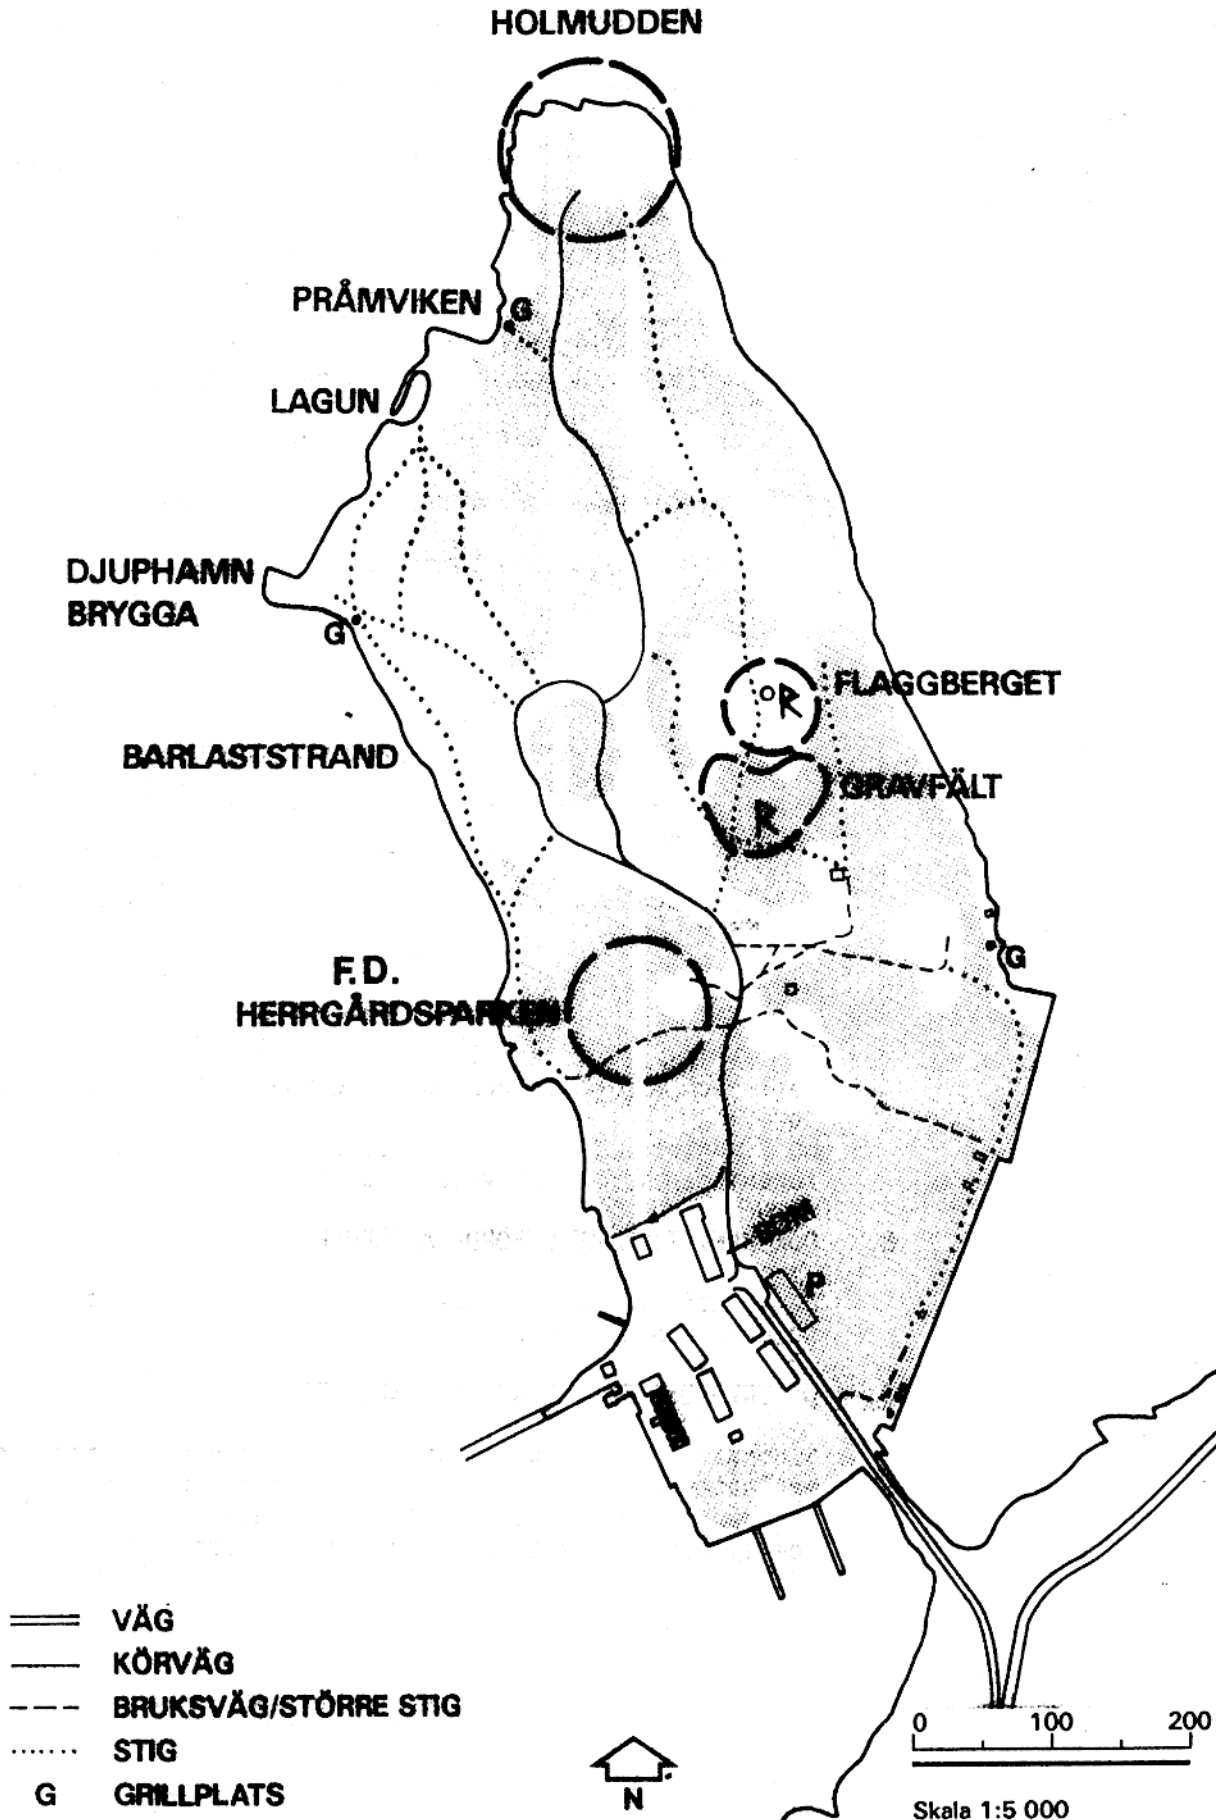 HOLMUDDEN
PRÅMVIKEN
G
LAGUN
DJUPHAMN
BRYGGA
G
R
FLAGGBERGET
BARLASTSTRAND
GRAVFÄLT
R
G
F.D.
HERRGÅRDSPARKEN
BOM
P
VÄG
KÖRVÄG
BRUKSVÄG/STÖRRE STIG
STIG
G GRILLPLATS
N
0 100 200
Skala 1:5 000